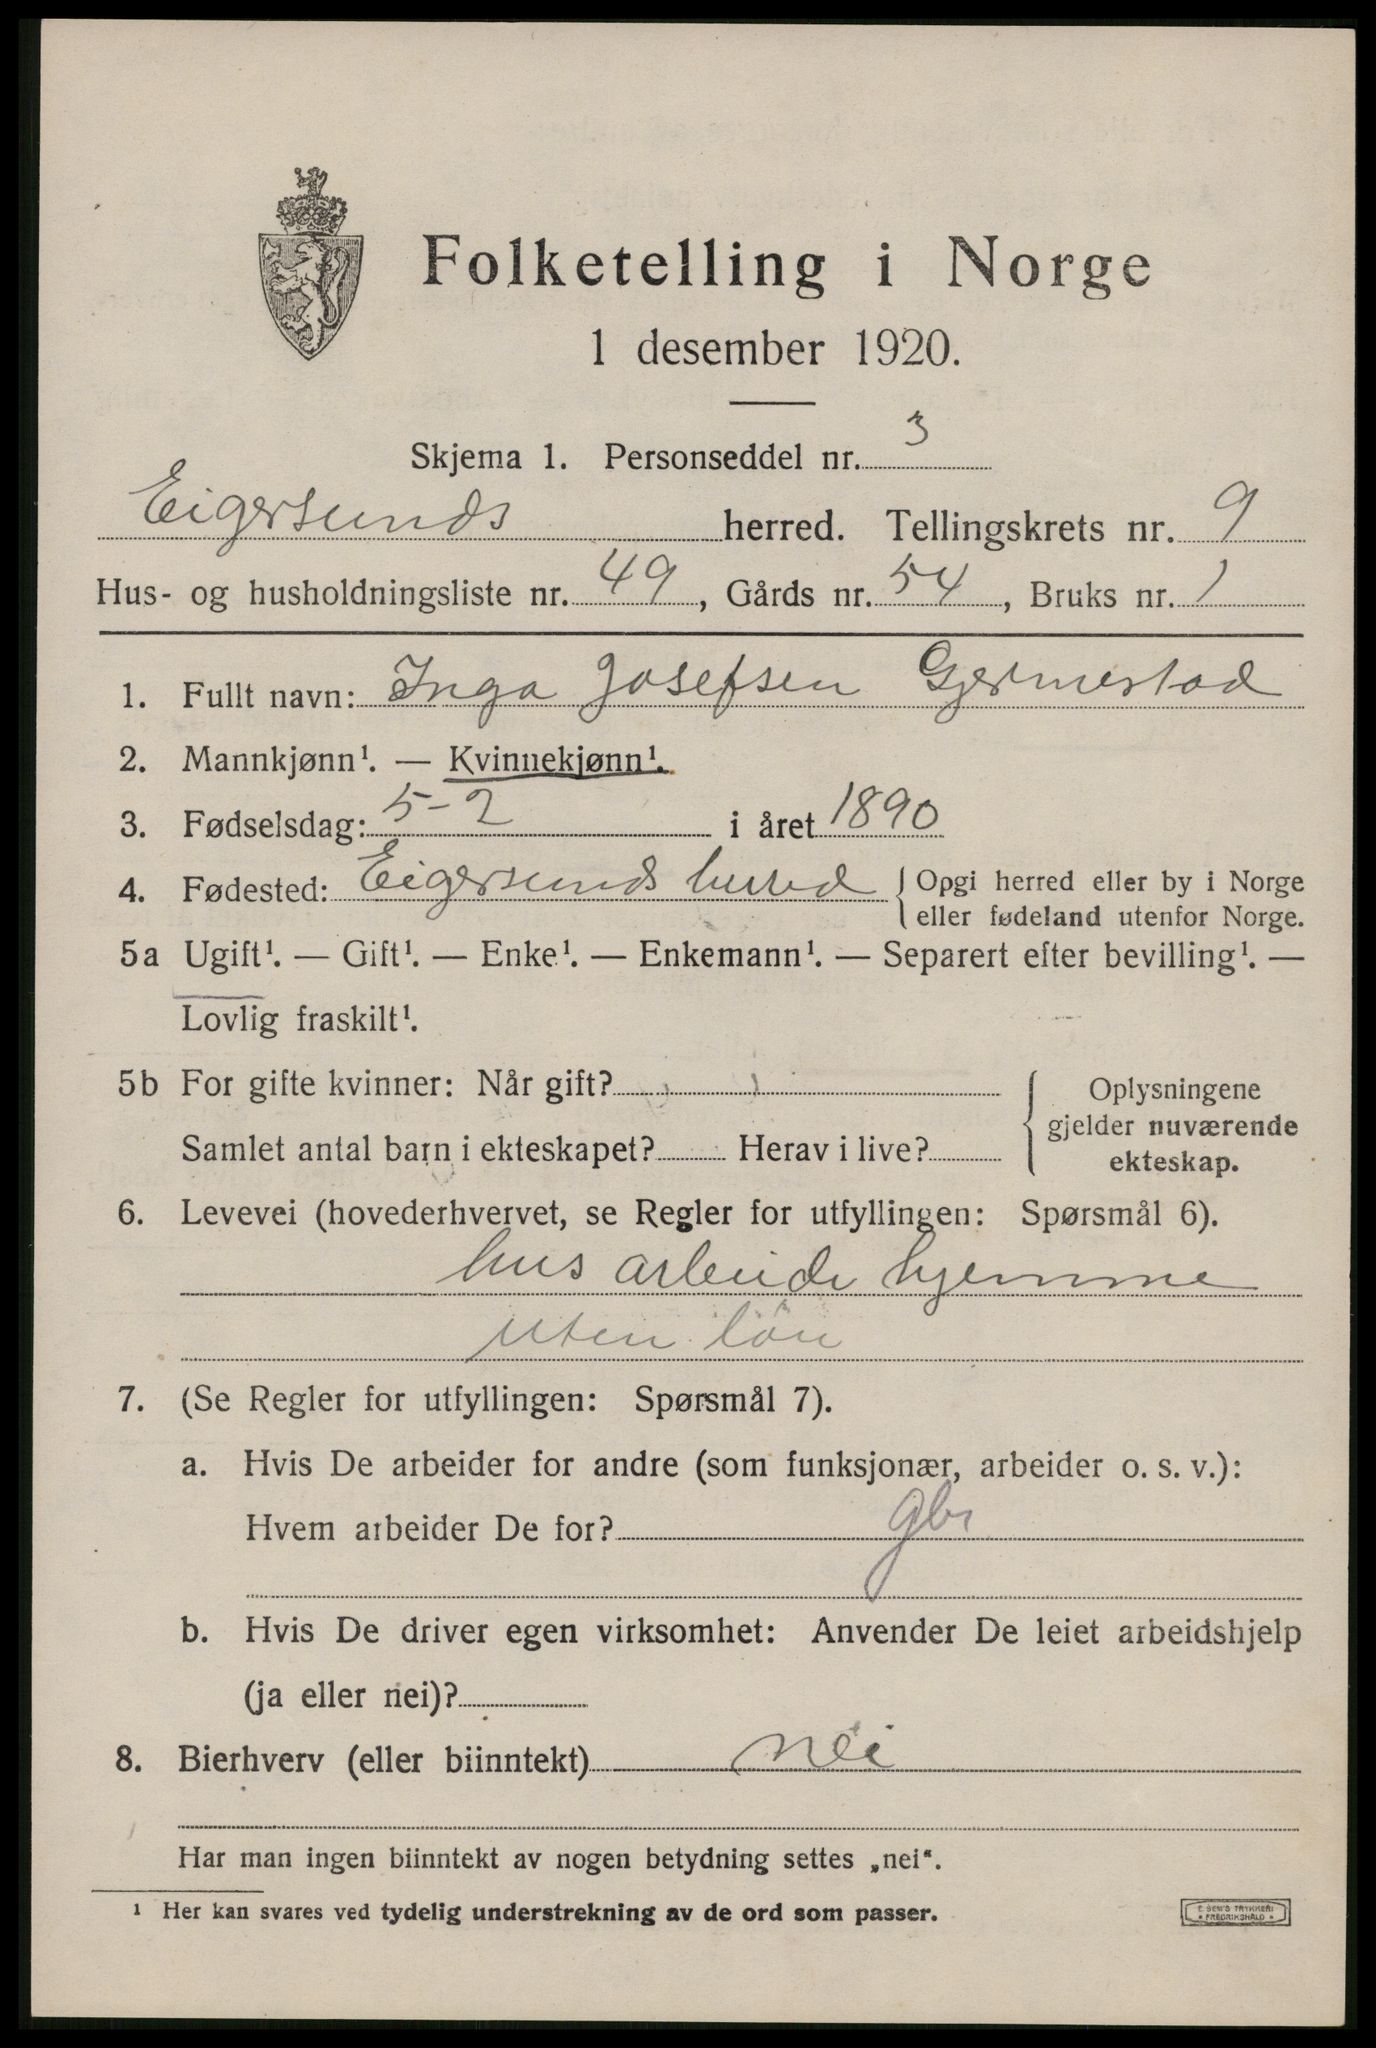 Folketelling i Norge
1 desember 1920.
Skjema 1. Personseddel nr. 3
Eigersunds herred. Tellingskrets nr. 9
Hus- og husholdningsliste nr. 49, Gårds nr. 54, Bruks nr. 1
1. Fullt navn: Inga Josefsen Gjermestad
2. Mannkjønn¹. — Kvinnekjønn¹.
3. Fødselsdag: 5-2 i året 1890
4. Fødested: Eigersunds herred { Opgi herred eller by i Norge
eller fødeland utenfor Norge.
5a Ugift¹. — Gift¹. — Enke¹. — Enkemann¹. — Separert efter bevilling¹. —
Lovlig fraskilt¹.
5b For gifte kvinner: Når gift?
Samlet antal barn i ekteskapet? Herav i live?
Oplysningene
gjelder nuværende
ekteskap.
6. Levevei (hovederhvervet, se Regler for utfyllingen: Spørsmål 6).
hus arbeide hjemme
uten løn
7. (Se Regler for utfyllingen: Spørsmål 7).
a. Hvis De arbeider for andre (som funksjonær, arbeider o. s. v.):
Hvem arbeider De for? gbr
b. Hvis De driver egen virksomhet: Anvender De leiet arbeidshjelp
(ja eller nei)?
8. Bierhverv (eller biinntekt) nei
Har man ingen biinntekt av nogen betydning settes „nei“.
1 Her kan svares ved tydelig understrekning av de ord som passer.
E. SEM'S TRYKKERI
• FREDRIKSHALD •